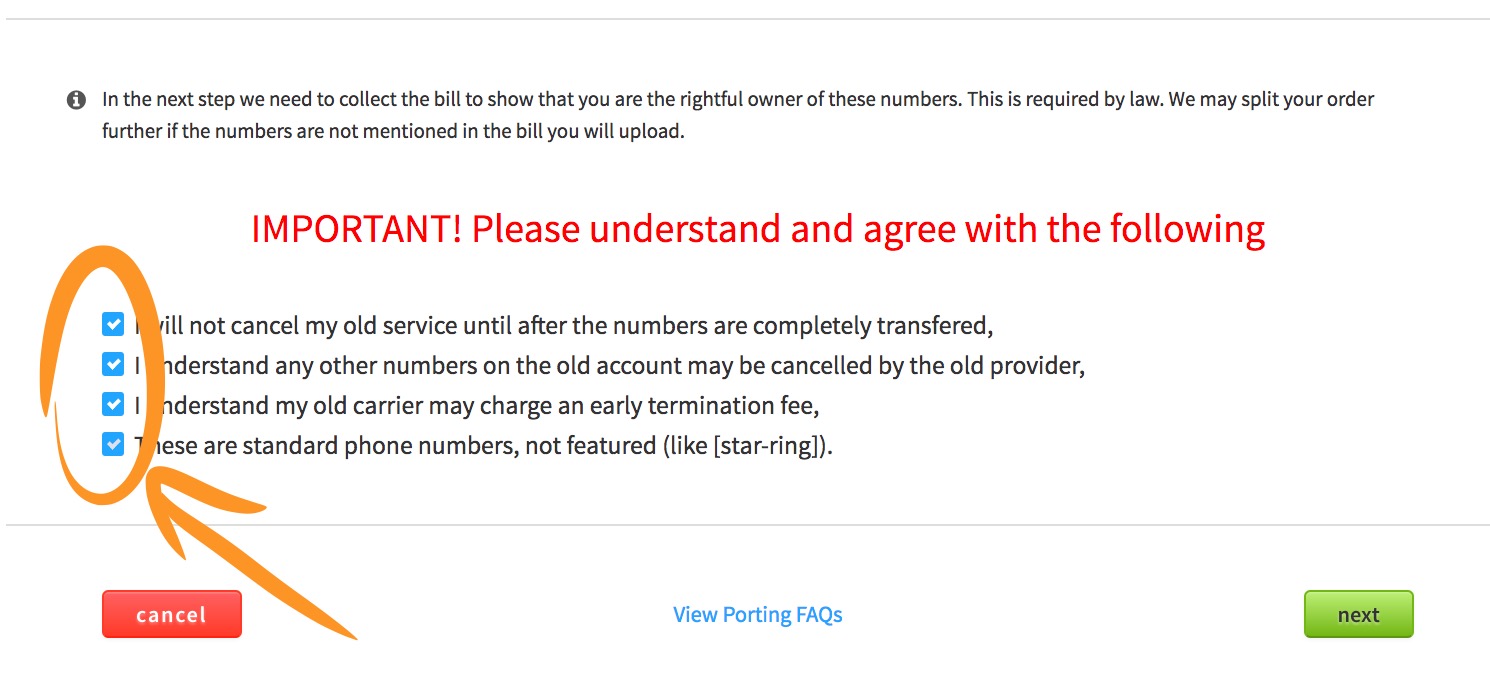 In the next step we need to collect the bill to show that you are the rightful owner of these numbers. This is required by law. We may split your order
further if the numbers are not mentioned in the bill you will upload.
IMPORTANT! Please understand and agree with the following
I will not cancel my old service until after the numbers are completely transfered,
I understand any other numbers on the old account may be cancelled by the old provider,
I understand my old carrier may charge an early termination fee,
These are standard phone numbers, not featured (like [star-ring]).
cancel
View Porting FAQs
next